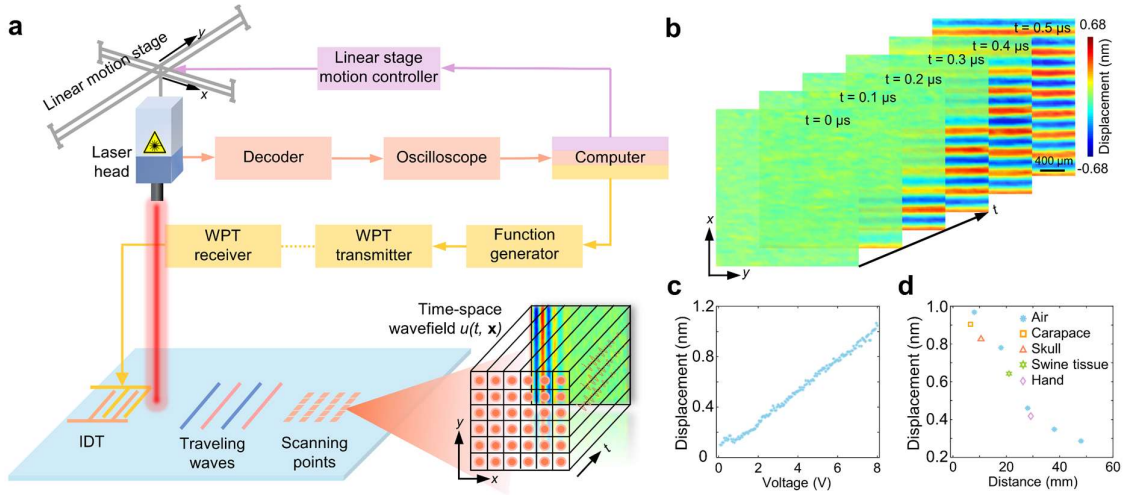 a
Linear motion stage
y
x
Linear stage
motion controller
Laser
head
Decoder
Oscilloscope
Computer
WPT
receiver
WPT
transmitter
Function
generator
Time-space
wavefield u(t, x)
IDT
Traveling
waves
Scanning
points
y
x
t
b
t = 0 µs
t = 0.1 µs
t = 0.2 µs
t = 0.3 µs
t = 0.4 µs
t = 0.5 µs
0.68
Displacement (nm)
-0.68
400 µm
x
y
t
c
Displacement (nm)
1.2
0.8
0.4
0
0 2 4 6 8
Voltage (V)
d
Displacement (nm)
1.0
0.8
0.6
0.4
0.2
0 20 40 60
Distance (mm)
Air
Carapace
Skull
Swine tissue
Hand